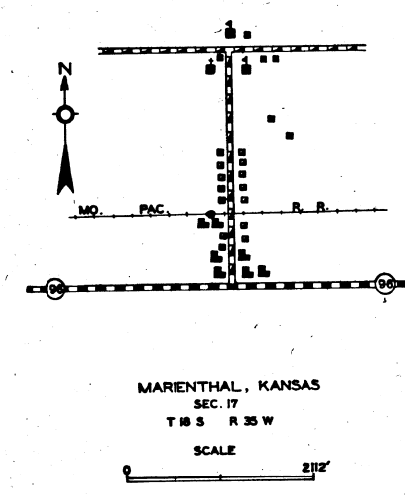 N
MO. PAC. R. R.
96 96
MARIENTHAL, KANSAS
SEC. 17
T 18 S R 35 W
SCALE
0 2112'